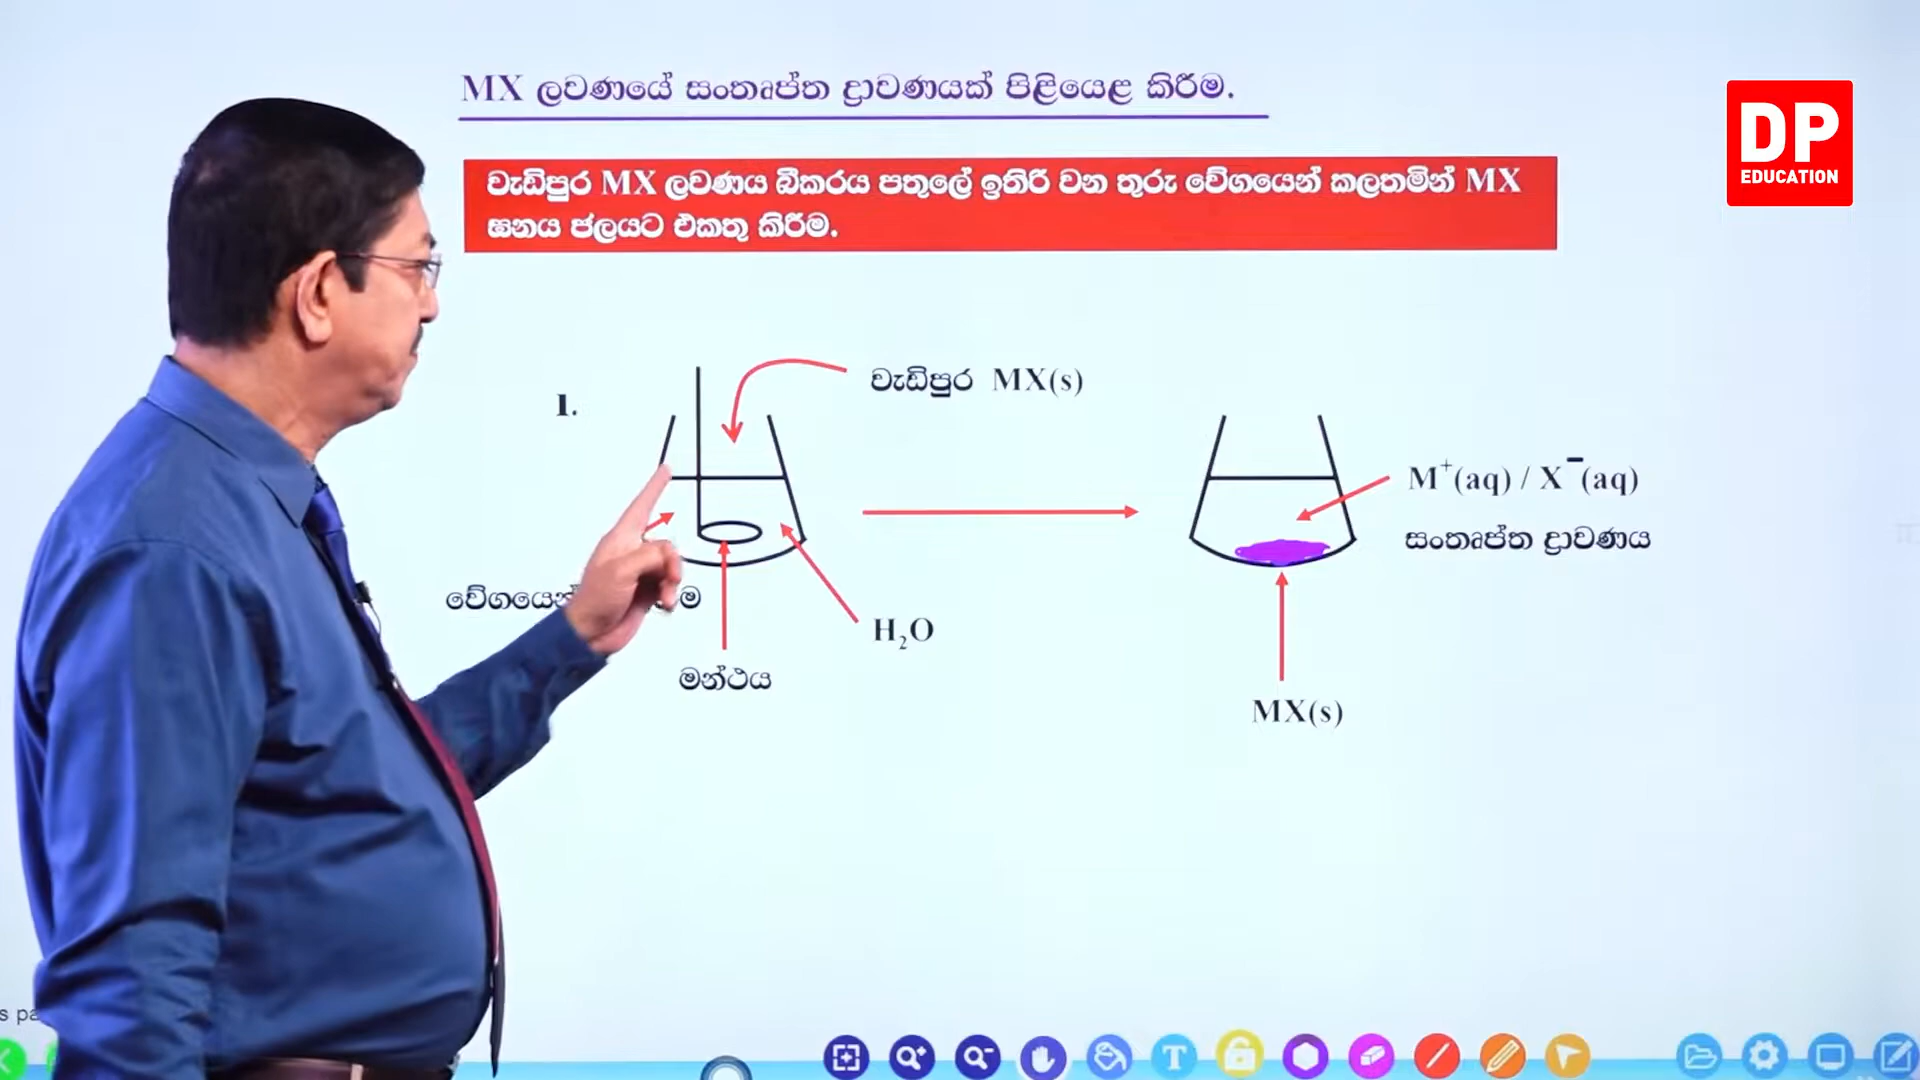 MX ලවණයේ සංතෘප්ත ද්‍රාවණයක් පිළියෙළ කිරීම.
DP
EDUCATION
වැඩිපුර MX ලවණය බීකරය පතුලේ ඉතිරි වන තුරු වේගයෙන් කලතමින් MX
ඝනය ජලයට එකතු කිරීම.
1.
වැඩිපුර MX(s)
M⁺(aq) / X⁻(aq)
සංතෘප්ත ද්‍රාවණය
H₂O
මන්ථය
MX(s)